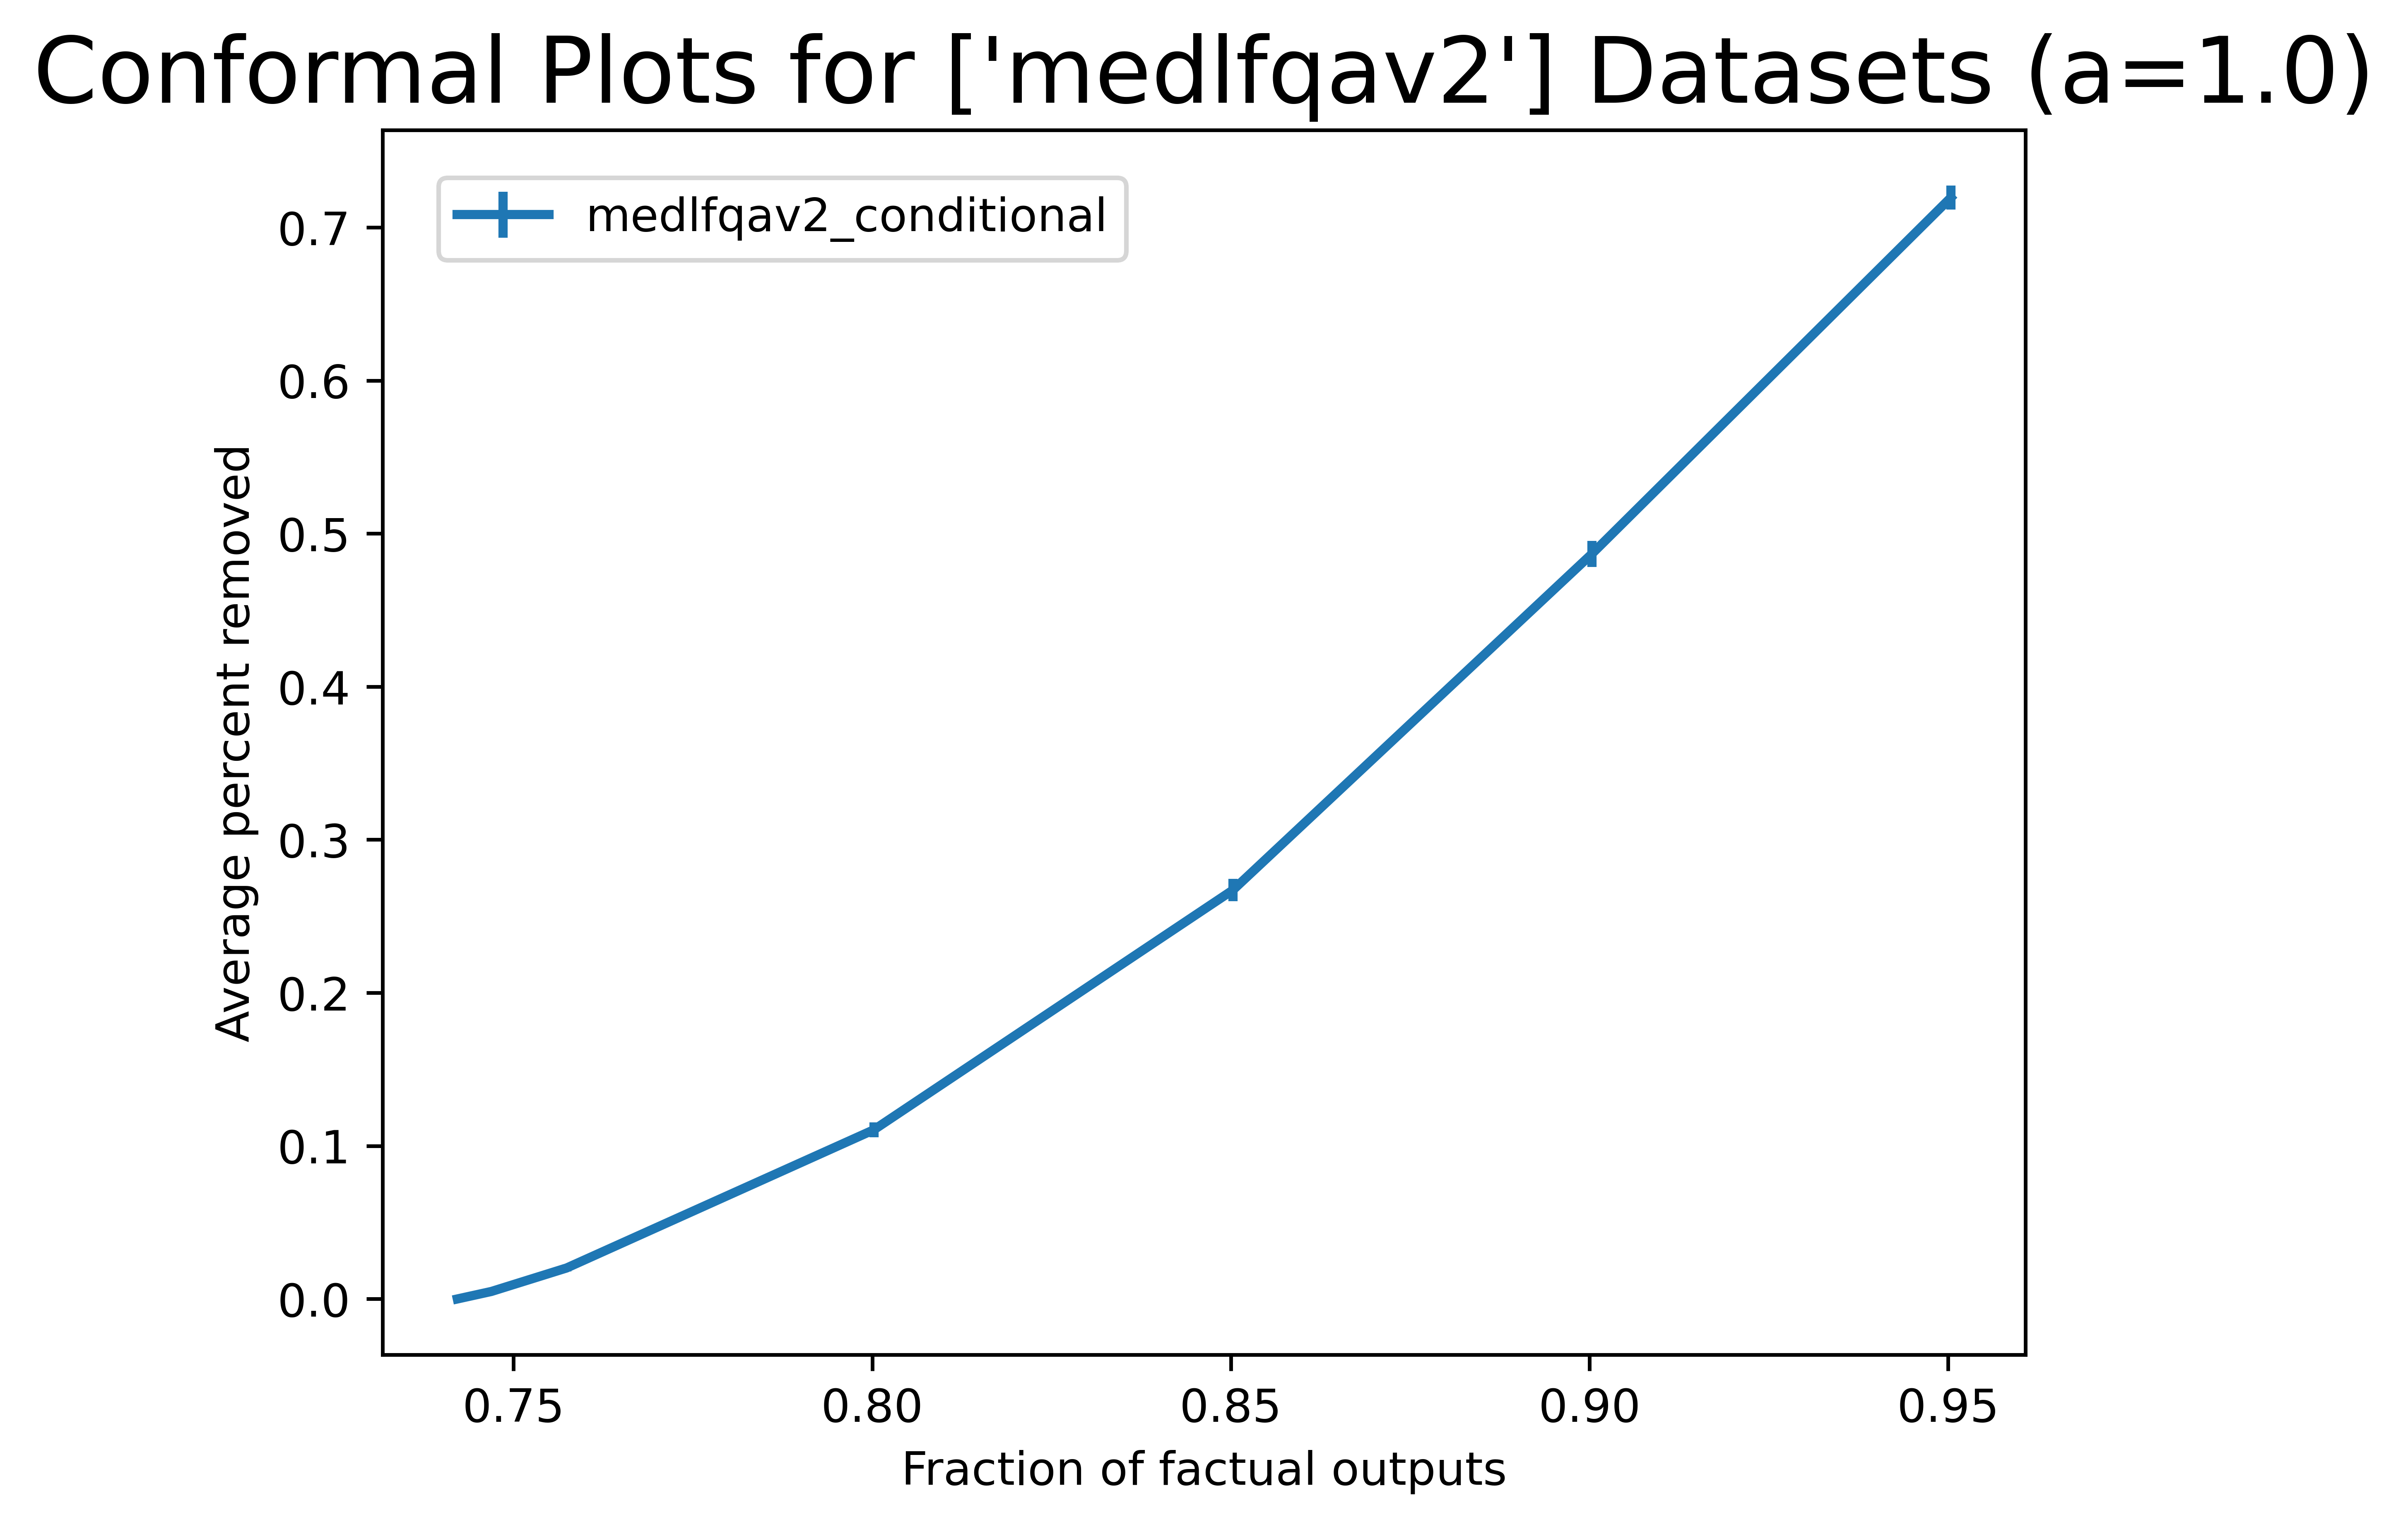 Conformal Plots for ['medlfqav2'] Datasets (a=1.0)
medlfqav2_conditional
Average percent removed
0.7
0.6
0.5
0.4
0.3
0.2
0.1
0.0
0.75 0.80 0.85 0.90 0.95
Fraction of factual outputs